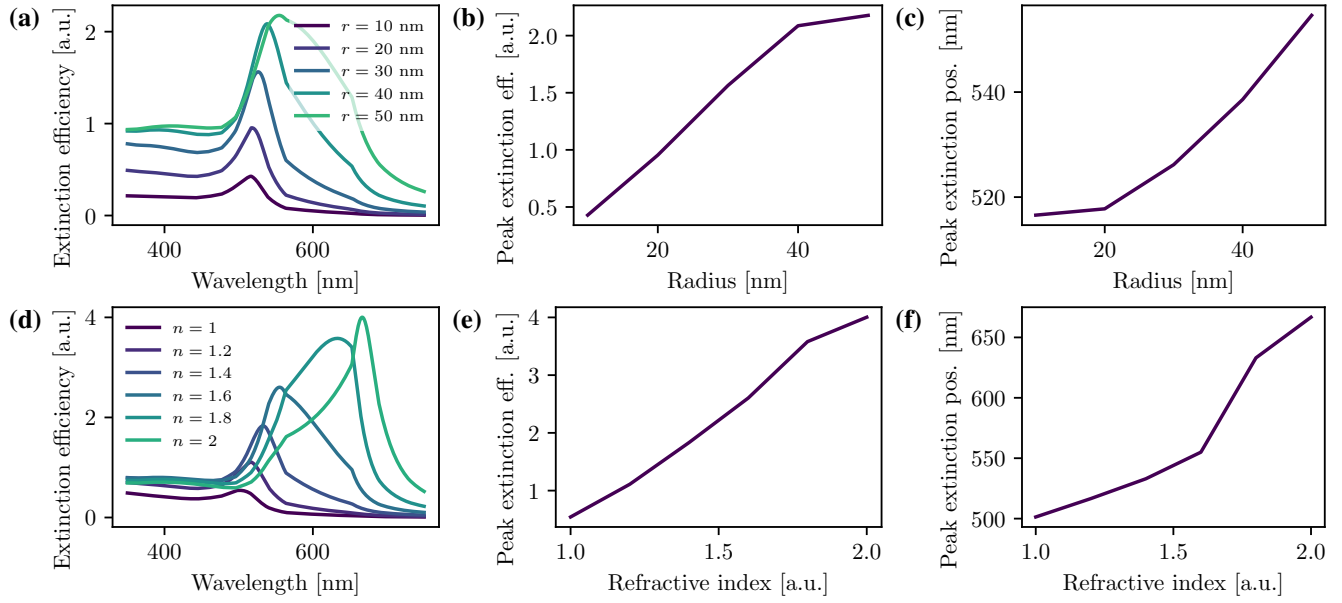 (a)
Extinction efficiency [a.u.]
2
1
0
400
600
Wavelength [nm]
r = 10 nm
r = 20 nm
r = 30 nm
r = 40 nm
r = 50 nm
(b)
Peak extinction eff. [a.u.]
2.0
1.5
1.0
0.5
20
40
Radius [nm]
(c)
Peak extinction pos. [nm]
540
520
20
40
Radius [nm]
(d)
Extinction efficiency [a.u.]
4
2
0
400
600
Wavelength [nm]
n = 1
n = 1.2
n = 1.4
n = 1.6
n = 1.8
n = 2
(e)
Peak extinction eff. [a.u.]
4
3
2
1
1.0
1.5
2.0
Refractive index [a.u.]
(f)
Peak extinction pos. [nm]
650
600
550
500
1.0
1.5
2.0
Refractive index [a.u.]